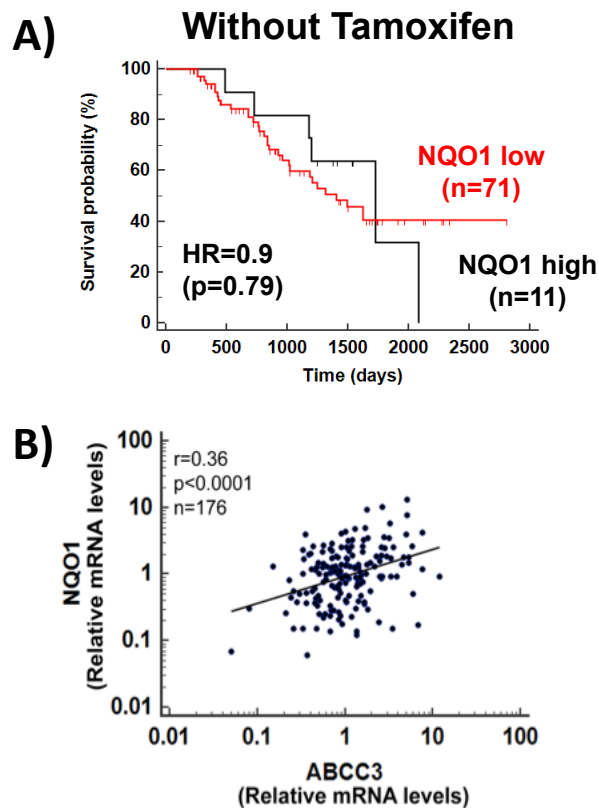 A)
Without Tamoxifen
Survival probability (%)
100
80
60
40
20
0
NQO1 low
(n=71)
HR=0.9
(p=0.79)
NQO1 high
(n=11)
0 500 1000 1500 2000 2500 3000
Time (days)
B)
NQO1
(Relative mRNA levels)
100
10
1
0.1
0.01
r=0.36
p<0.0001
n=176
0.01 0.1 1 10 100
ABCC3
(Relative mRNA levels)